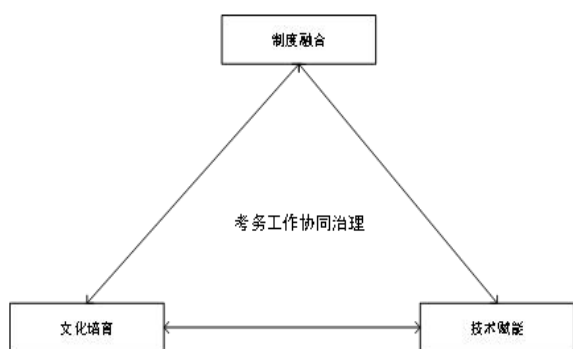 制度融合
考务工作协同治理
文化培育
技术赋能